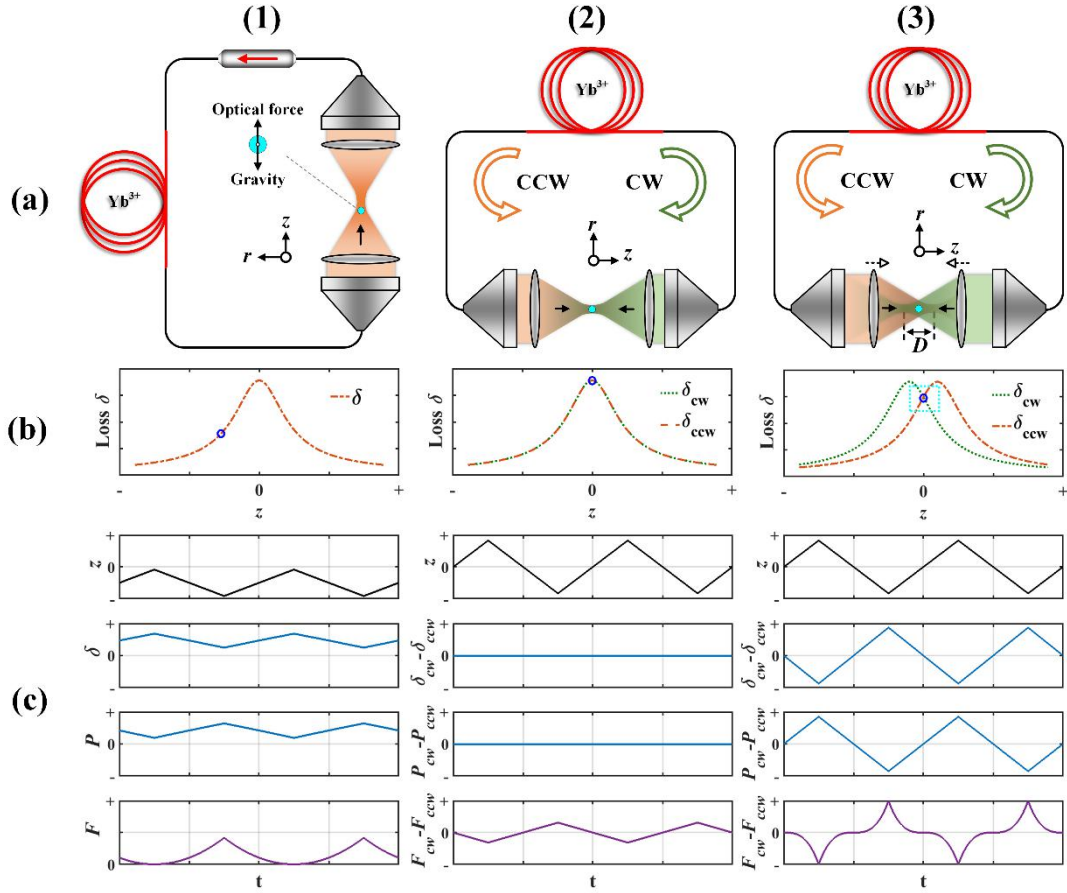 (1) (2) (3)
(a)
Yb³⁺
Optical force
Gravity
z
r
Yb³⁺
CCW CW
r
z
Yb³⁺
CCW CW
r
z
D
(b)
Loss δ
δ
- 0 +
z
Loss δ
δcw
δccw
- 0 +
z
Loss δ
δcw
δccw
- 0 +
z
(c)
+
z 0
-
+
z 0
-
+
z 0
-
+
δ 0
-
+
δcw-δccw 0
-
+
δcw-δccw 0
-
+
P 0
-
+
Pcw-Pccw 0
-
+
Pcw-Pccw 0
-
+
F
0
+
Fcw-Fccw 0
-
+
Fcw-Fccw 0
-
t t t